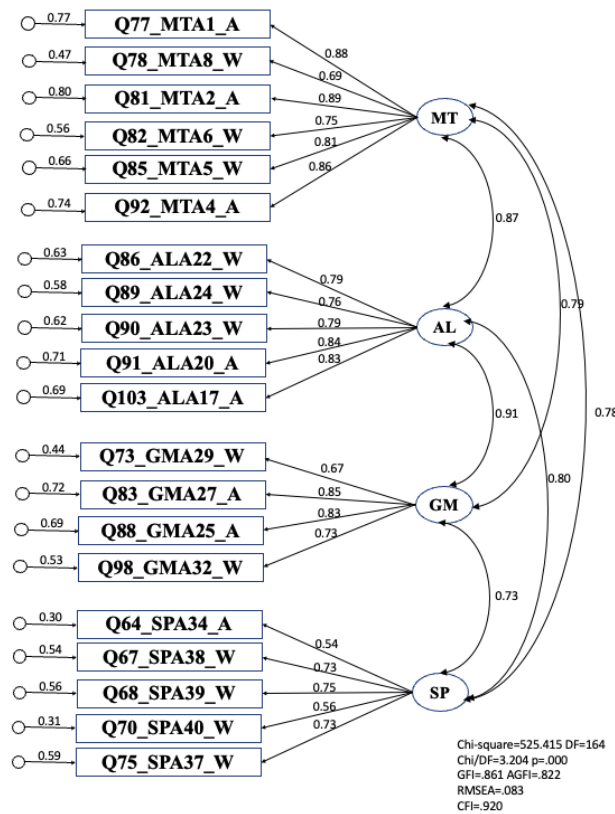 0.77 Q77_MTA1_A
0.88
0.47 Q78_MTA8_W
0.69
0.80 Q81_MTA2_A
0.89
MT
0.56 Q82_MTA6_W
0.75
0.66 Q85_MTA5_W
0.81
0.74 Q92_MTA4_A
0.86
0.87
0.63 Q86_ALA22_W
0.79
0.58 Q89_ALA24_W
0.76
0.79
0.62 Q90_ALA23_W
0.79
AL
0.71 Q91_ALA20_A
0.84
0.69 Q103_ALA17_A
0.83
0.91
0.78
0.44 Q73_GMA29_W
0.67
0.72 Q83_GMA27_A
0.85
0.80
GM
0.69 Q88_GMA25_A
0.83
0.53 Q98_GMA32_W
0.73
0.73
0.30 Q64_SPA34_A
0.54
0.54 Q67_SPA38_W
0.73
0.56 Q68_SPA39_W
0.75
SP
0.31 Q70_SPA40_W
0.56
0.59 Q75_SPA37_W
0.73
Chi-square=525.415 DF=164
Chi/DF=3.204 p=.000
GFI=.861 AGFI=.822
RMSEA=.083
CFI=.920